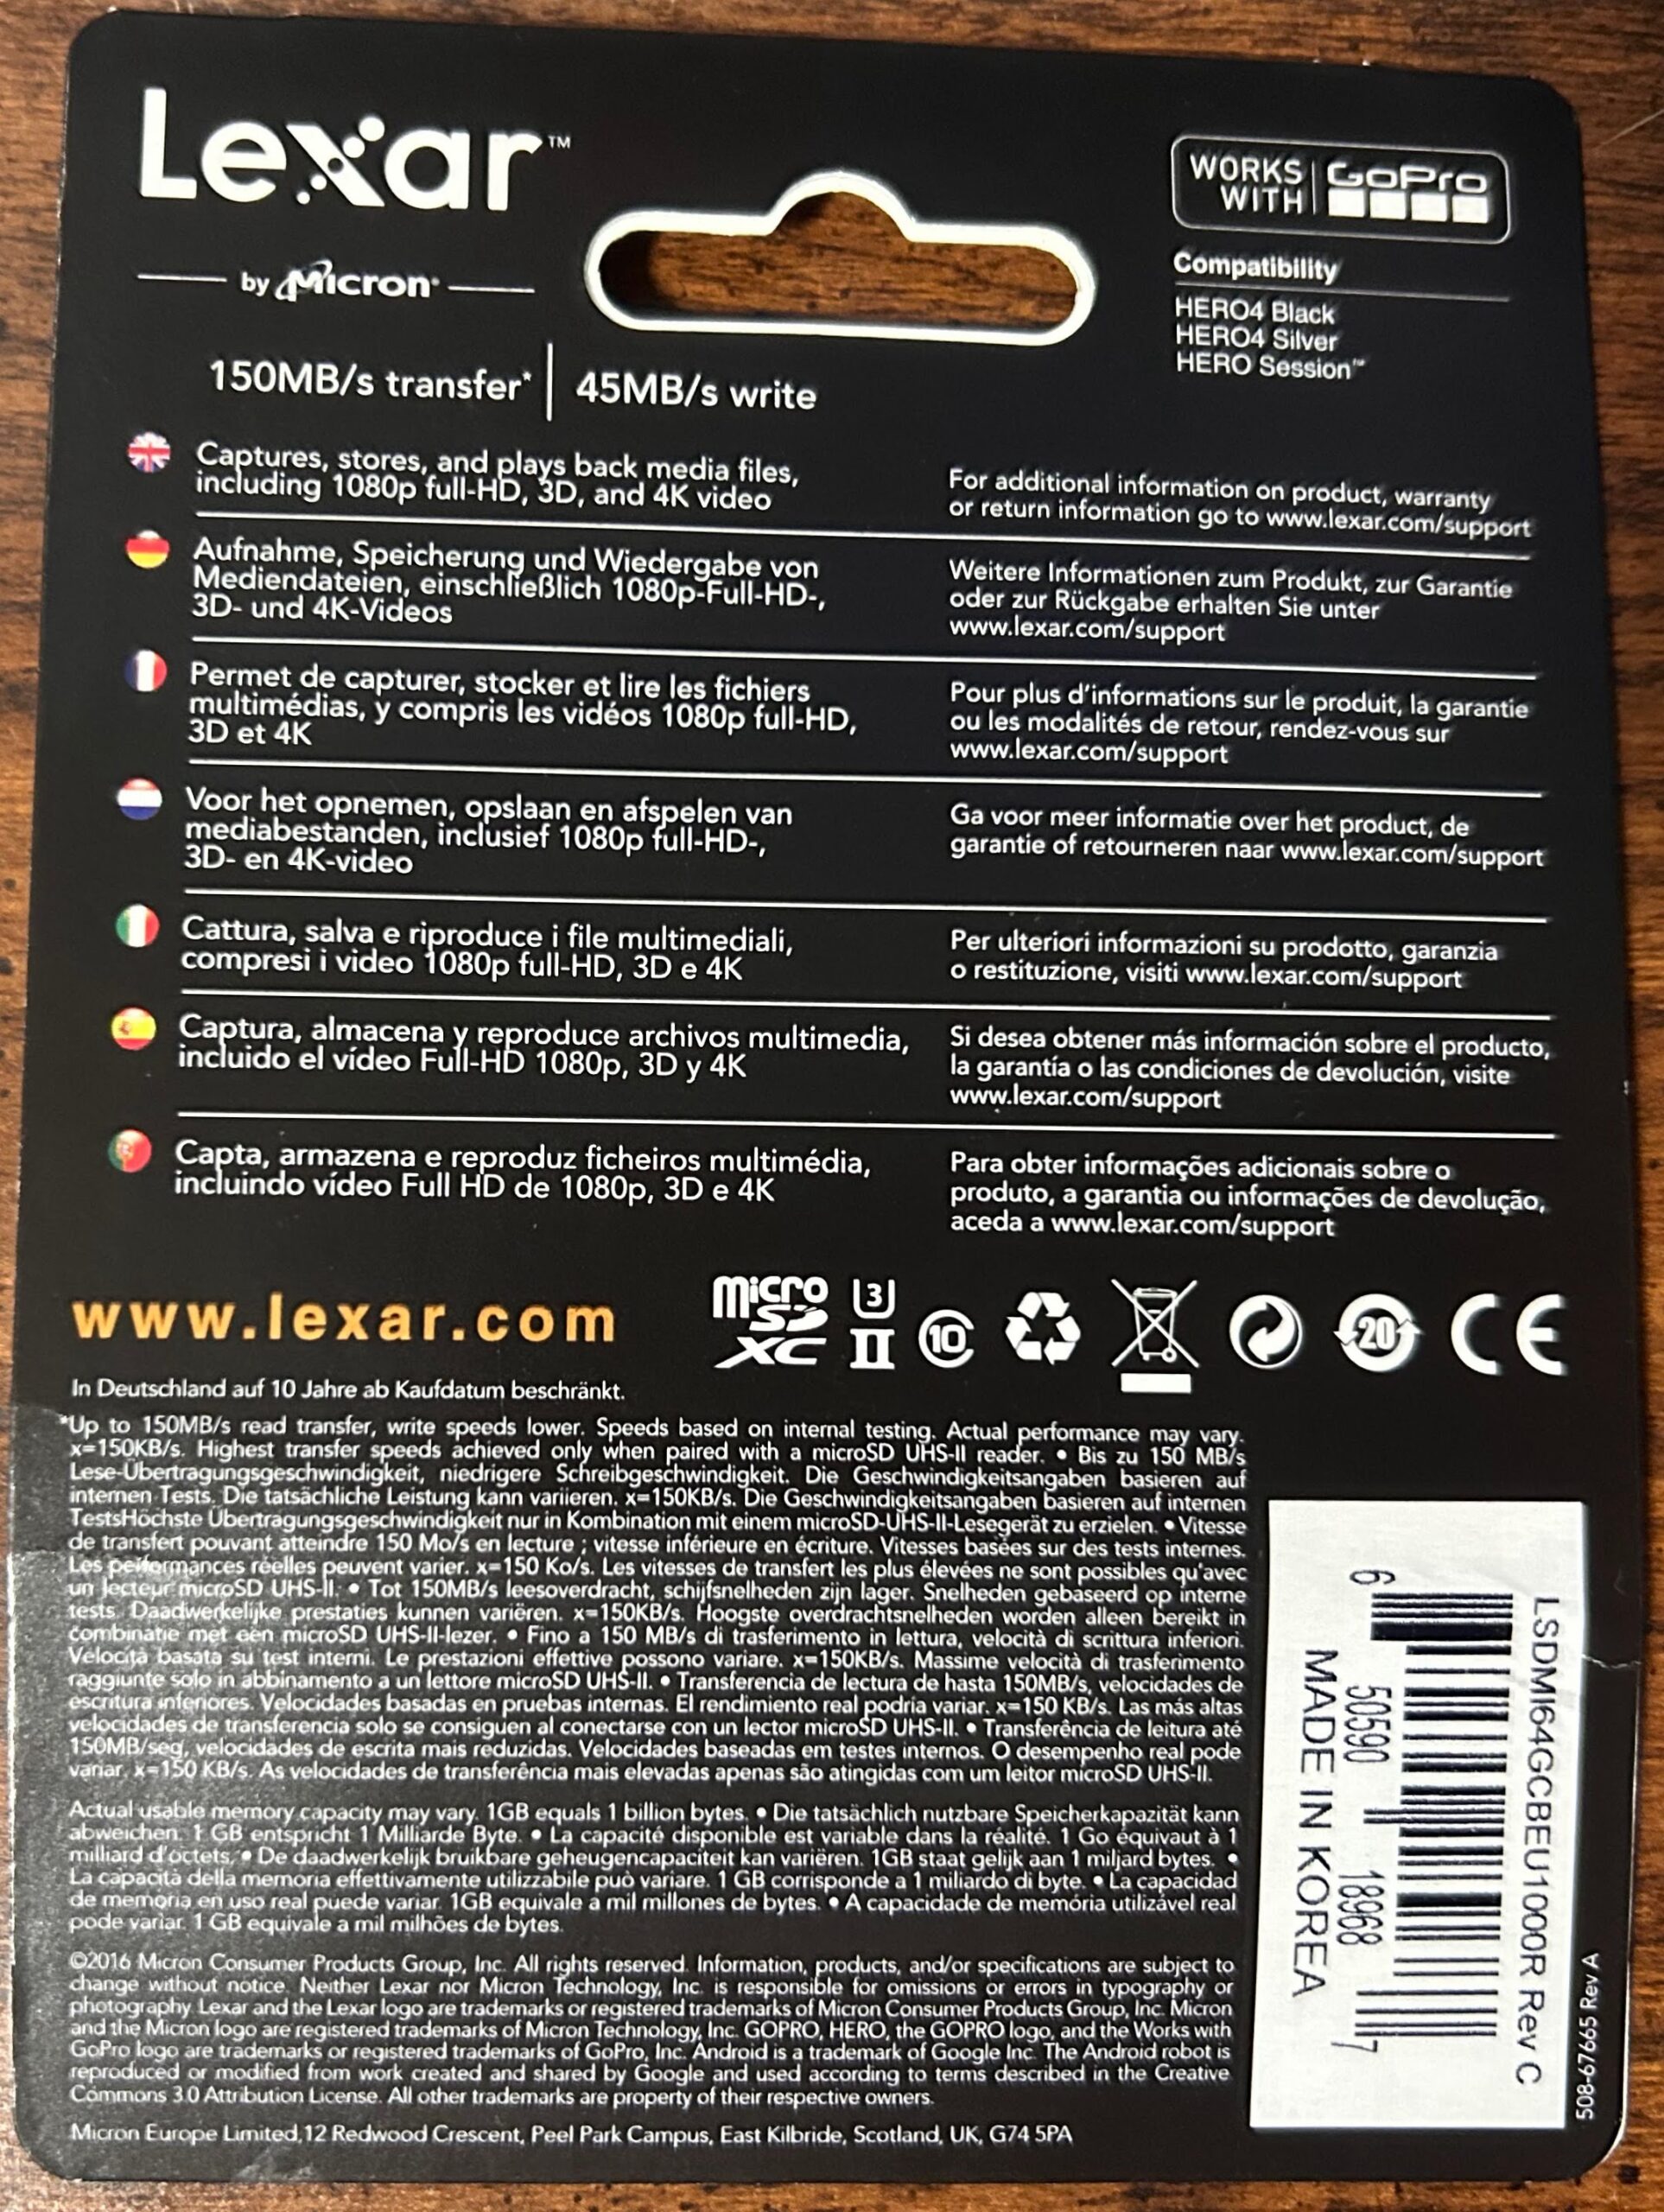 Lexar™
by Micron®
WORKS WITH GoPro
Compatibility
HERO4 Black
HERO4 Silver
HERO Session™
150MB/s transfer* | 45MB/s write
Captures, stores, and plays back media files,
including 1080p full-HD, 3D, and 4K video
For additional information on product, warranty
or return information go to www.lexar.com/support
Aufnahme, Speicherung und Wiedergabe von
Mediendateien, einschließlich 1080p-Full-HD-,
3D- und 4K-Videos
Weitere Informationen zum Produkt, zur Garantie
oder zur Rückgabe erhalten Sie unter
www.lexar.com/support
Permet de capturer, stocker et lire les fichiers
multimédias, y compris les vidéos 1080p full-HD,
3D et 4K
Pour plus d'informations sur le produit, la garantie
ou les modalités de retour, rendez-vous sur
www.lexar.com/support
Voor het opnemen, opslaan en afspelen van
mediabestanden, inclusief 1080p full-HD-,
3D- en 4K-video
Ga voor meer informatie over het product, de
garantie of retourneren naar www.lexar.com/support
Cattura, salva e riproduce i file multimediali,
compresi i video 1080p full-HD, 3D e 4K
Per ulteriori informazioni su prodotto, garanzia
o restituzione, visiti www.lexar.com/support
Captura, almacena y reproduce archivos multimedia,
incluido el vídeo Full-HD 1080p, 3D y 4K
Si desea obtener más información sobre el producto,
la garantía o las condiciones de devolución, visite
www.lexar.com/support
Capta, armazena e reproduz ficheiros multimédia,
incluindo vídeo Full HD de 1080p, 3D e 4K
Para obter informações adicionais sobre o
produto, a garantia ou informações de devolução,
aceda a www.lexar.com/support
www.lexar.com
micro SD XC 3 II 10 20 CE
In Deutschland auf 10 Jahre ab Kaufdatum beschränkt.
*Up to 150MB/s read transfer, write speeds lower. Speeds based on internal testing. Actual performance may vary.
x=150KB/s. Highest transfer speeds achieved only when paired with a microSD UHS-II reader. • Bis zu 150 MB/s
Lese-Übertragungsgeschwindigkeit, niedrigere Schreibgeschwindigkeit. Die Geschwindigkeitsangaben basieren auf
internen Tests. Die tatsächliche Leistung kann variieren. x=150KB/s. Die Geschwindigkeitsangaben basieren auf internen
TestsHöchste Übertragungsgeschwindigkeit nur in Kombination mit einem microSD-UHS-II-Lesegerät zu erzielen. • Vitesse
de transfert pouvant atteindre 150 Mo/s en lecture ; vitesse inférieure en écriture. Vitesses basées sur des tests internes.
Les performances réelles peuvent varier. x=150 Ko/s. Les vitesses de transfert les plus élevées ne sont possibles qu'avec
un lecteur microSD UHS-II. • Tot 150MB/s leesoverdracht, schijfsnelheden zijn lager. Snelheden gebaseerd op interne
tests. Daadwerkelijke prestaties kunnen variëren. x=150KB/s. Hoogste overdrachtsnelheden worden alleen bereikt in
combinatie met een microSD UHS-II-lezer. • Fino a 150 MB/s di trasferimento in lettura, velocità di scrittura inferiori.
Velocità basata su test interni. Le prestazioni effettive possono variare. x=150KB/s. Massime velocità di trasferimento
raggiunte solo in abbinamento a un lettore microSD UHS-II. • Transferencia de lectura de hasta 150MB/s, velocidades de
escritura inferiores. Velocidades basadas en pruebas internas. El rendimiento real podría variar. x=150 KB/s. Las más altas
velocidades de transferencia solo se consiguen al conectarse con un lector microSD UHS-II. • Transferência de leitura até
150MB/seg, velocidades de escrita mais reduzidas. Velocidades baseadas em testes internos. O desempenho real pode
variar. x=150 KB/s. As velocidades de transferência mais elevadas apenas são atingidas com um leitor microSD UHS-II.
Actual usable memory capacity may vary. 1GB equals 1 billion bytes. • Die tatsächlich nutzbare Speicherkapazität kann
abweichen. 1 GB entspricht 1 Milliarde Byte. • La capacité disponible est variable dans la réalité. 1 Go équivaut à 1
milliard d'octets. • De daadwerkelijk bruikbare geheugencapaciteit kan variëren. 1GB staat gelijk aan 1 miljard bytes. •
La capacità della memoria effettivamente utilizzabile può variare. 1 GB corrisponde a 1 miliardo di byte. • La capacidad
de memoria en uso real puede variar. 1GB equivale a mil millones de bytes. • A capacidade de memória utilizável real
pode variar. 1 GB equivale a mil milhões de bytes.
©2016 Micron Consumer Products Group, Inc. All rights reserved. Information, products, and/or specifications are subject to
change without notice. Neither Lexar nor Micron Technology, Inc. is responsible for omissions or errors in typography or
photography. Lexar and the Lexar logo are trademarks or registered trademarks of Micron Consumer Products Group, Inc. Micron
and the Micron logo are registered trademarks of Micron Technology, Inc. GOPRO, HERO, the GOPRO logo, and the Works with
GoPro logo are trademarks or registered trademarks of GoPro, Inc. Android is a trademark of Google Inc. The Android robot is
reproduced or modified from work created and shared by Google and used according to terms described in the Creative
Commons 3.0 Attribution License. All other trademarks are property of their respective owners.
Micron Europe Limited,12 Redwood Crescent, Peel Park Campus, East Kilbride, Scotland, UK, G74 5PA
LSDMI64GCBEU1000R Rev C
6 50590 18968 7
MADE IN KOREA
508-67665 Rev A